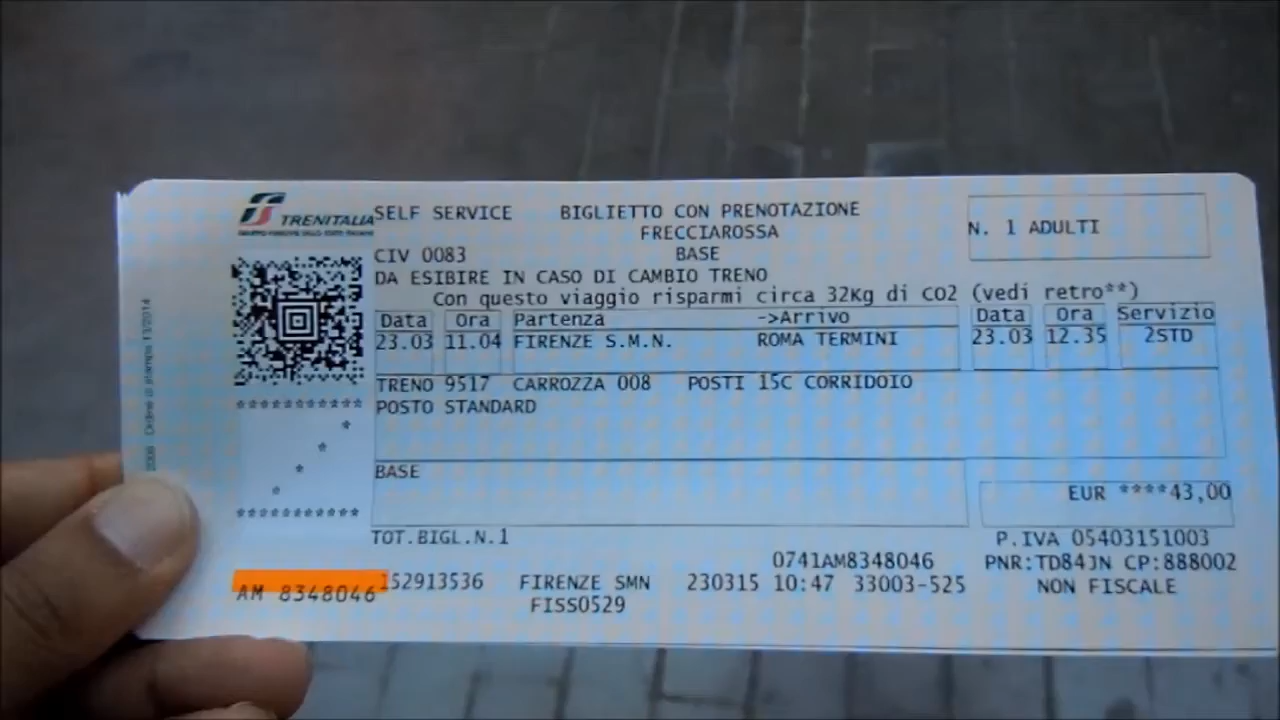 TRENITALIA
SELF SERVICE BIGLIETTO CON PRENOTAZIONE
FRECCIAROSSA
N. 1 ADULTI
CIV 0083 BASE
DA ESIBIRE IN CASO DI CAMBIO TRENO
Con questo viaggio risparmi circa 32Kg di CO2 (vedi retro**)
Data Ora Partenza ->Arrivo Data Ora Servizio
23.03 11.04 FIRENZE S.M.N. ROMA TERMINI 23.03 12.35 2STD
TRENO 9517 CARROZZA 008 POSTI 15C CORRIDOIO
POSTO STANDARD
BASE
EUR ****43,00
TOT.BIGL.N.1
P.IVA 05403151003
0741AM8348046 PNR:TD84JN CP:888002
AM 8348046 152913536 FIRENZE SMN 230315 10:47 33003-525 NON FISCALE
FISS0529